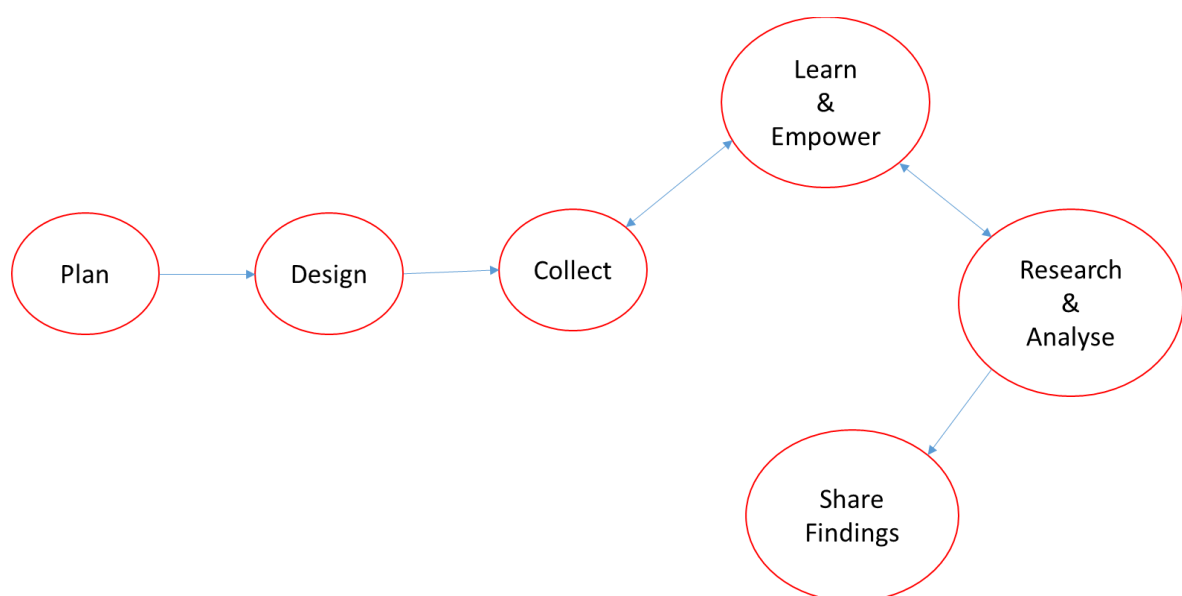 Plan
Design
Collect
Learn
&
Empower
Research
&
Analyse
Share
Findings